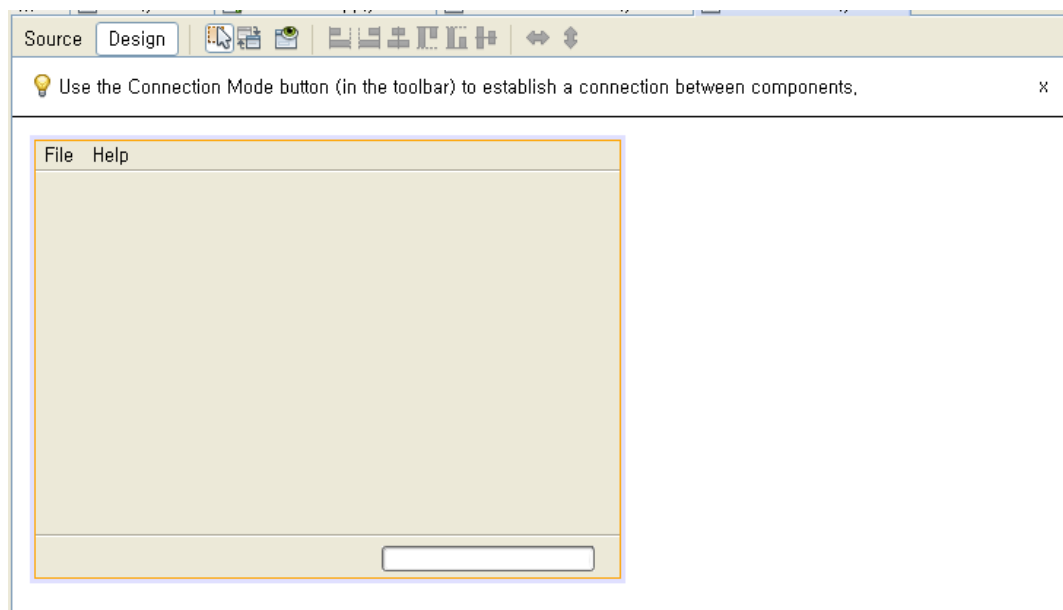 Source Design
Use the Connection Mode button (in the toolbar) to establish a connection between components, x
File Help